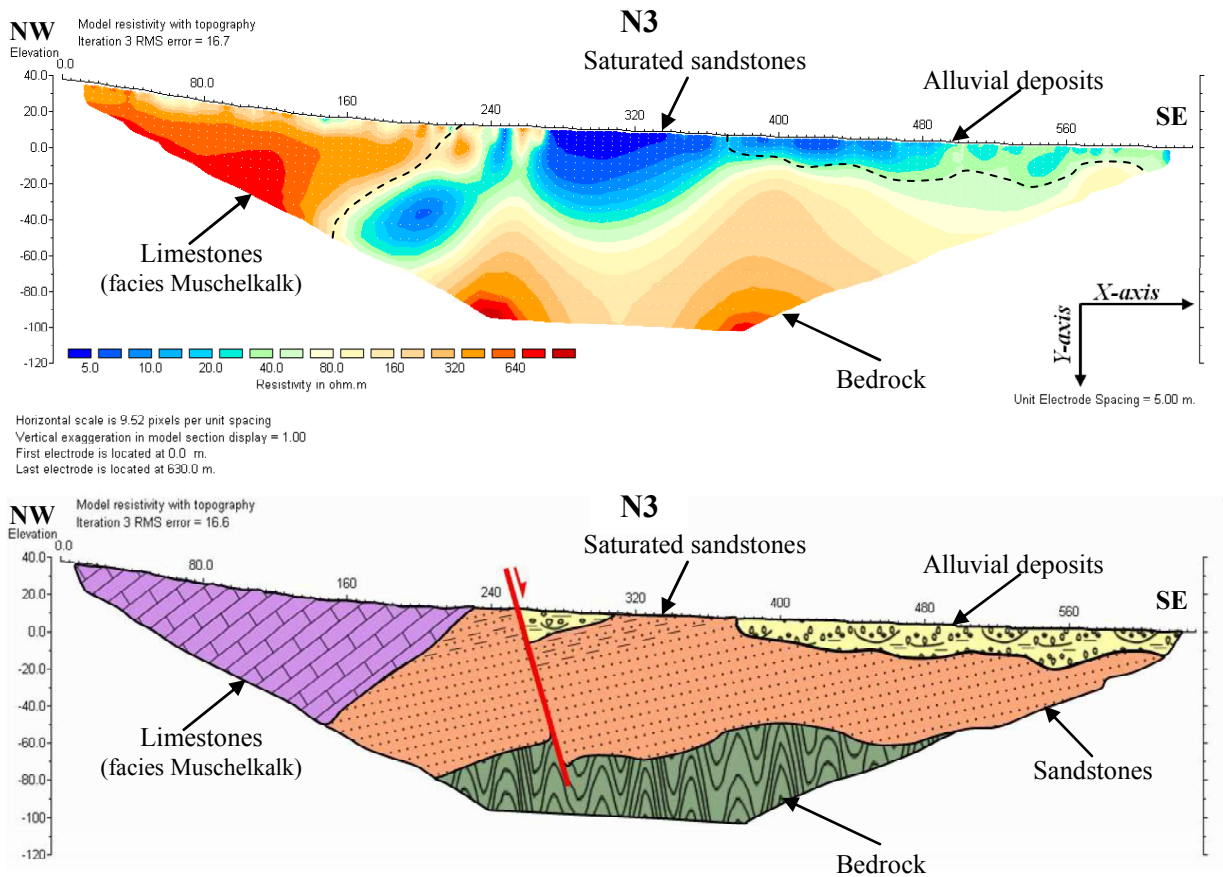 NW
Model resistivity with topography
Iteration 3 RMS error = 16.7
N3
Elevation
0.0
Saturated sandstones
Alluvial deposits
SE
40.0
80.0
160
240
320
400
480
560
20.0
0.0
-20.0
-40.0
-60.0
-80.0
-100
-120
Limestones
(facies Muschelkalk)
X-axis
Y-axis
Bedrock
5.0 10.0 20.0 40.0 80.0 160 320 640
Resistivity in ohm.m
Unit Electrode Spacing = 5.00 m.
Horizontal scale is 9.52 pixels per unit spacing
Vertical exaggeration in model section display = 1.00
First electrode is located at 0.0 m.
Last electrode is located at 630.0 m.
NW
Model resistivity with topography
Iteration 3 RMS error = 16.6
N3
Elevation
0.0
Saturated sandstones
Alluvial deposits
SE
40.0
80.0
160
240
320
400
480
560
20.0
0.0
-20.0
-40.0
-60.0
-80.0
-100
-120
Limestones
(facies Muschelkalk)
Sandstones
Bedrock